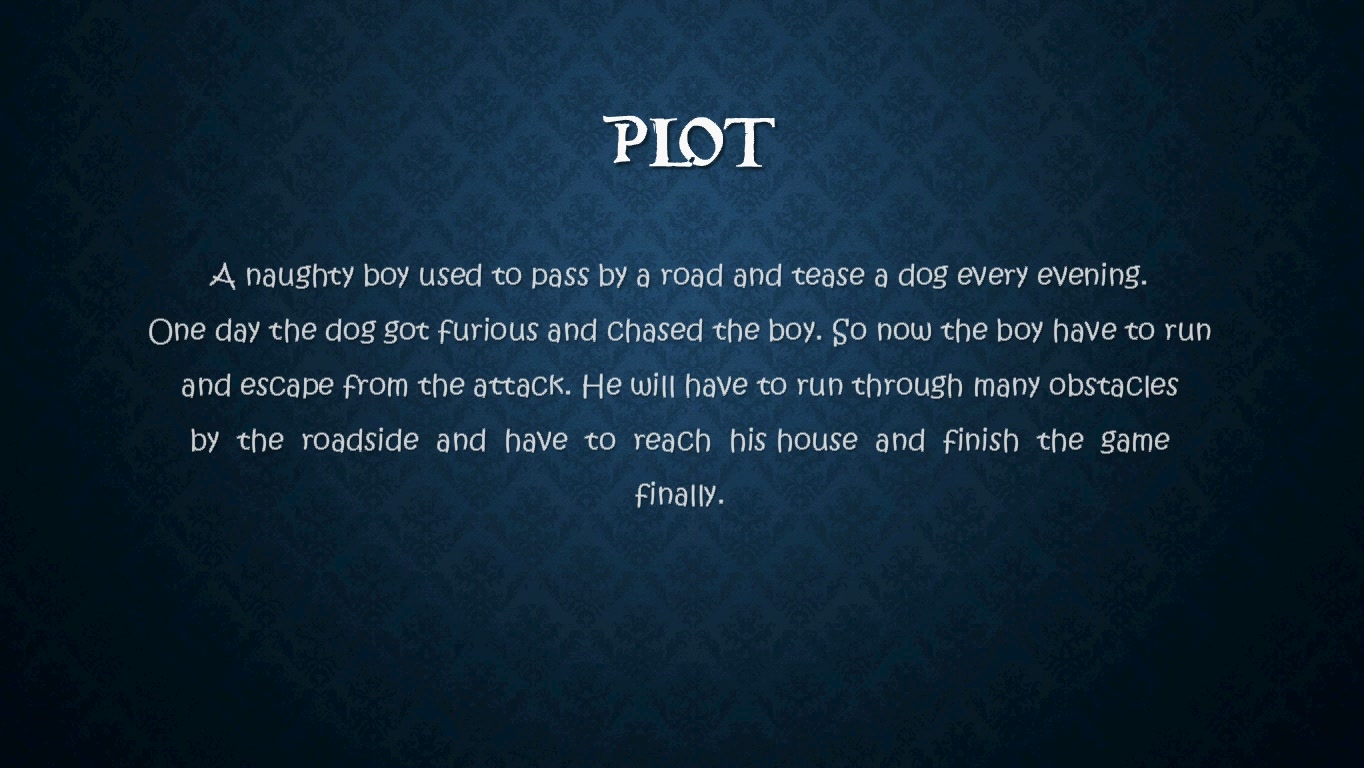 PLOT
A naughty boy used to pass by a road and tease a dog every evening.
One day the dog got furious and chased the boy. So now the boy have to run
and escape from the attack. He will have to run through many obstacles
by the roadside and have to reach his house and finish the game
finally.